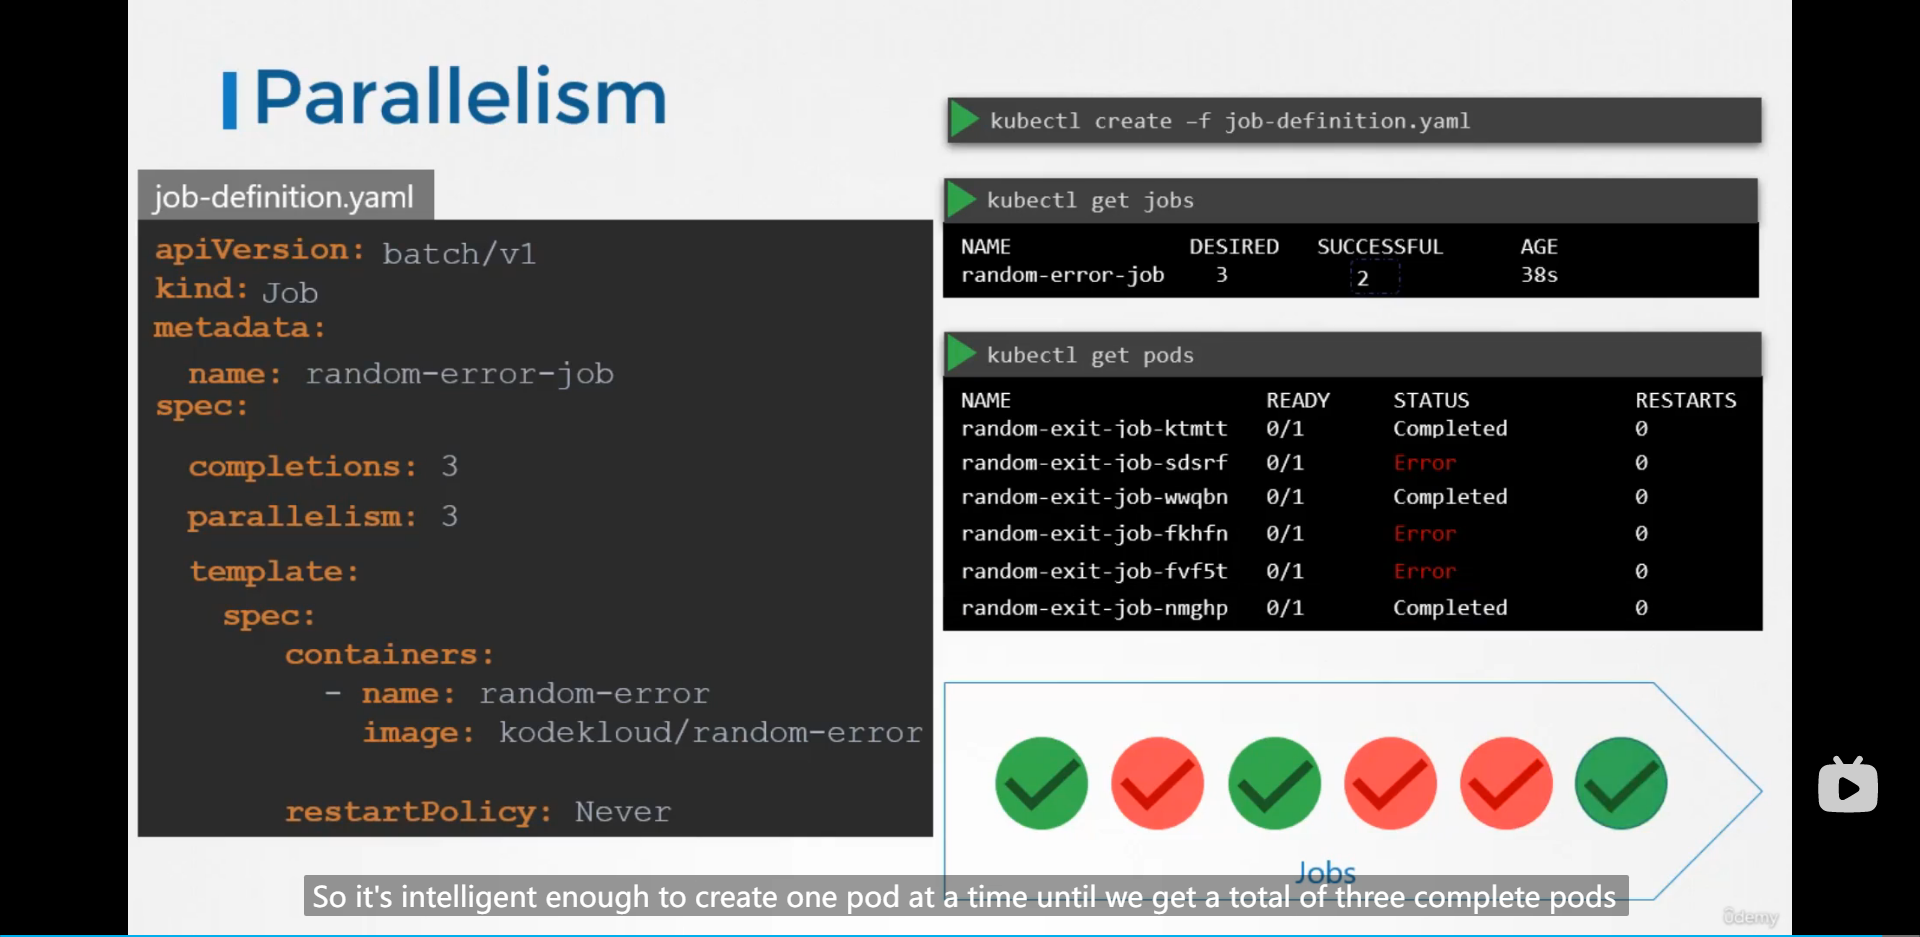 Parallelism
job-definition.yaml
apiVersion: batch/v1
kind: Job
metadata:
name: random-error-job
spec:
completions: 3
parallelism: 3
template:
spec:
containers:
- name: random-error
image: kodekloud/random-error
restartPolicy: Never
kubectl create –f job-definition.yaml
kubectl get jobs
NAME DESIRED SUCCESSFUL AGE
random-error-job 3 2 38s
kubectl get pods
NAME READY STATUS RESTARTS
random-exit-job-ktmtt 0/1 Completed 0
random-exit-job-sdsrf 0/1 Error 0
random-exit-job-wwqbn 0/1 Completed 0
random-exit-job-fkhfn 0/1 Error 0
random-exit-job-fvf5t 0/1 Error 0
random-exit-job-nmghp 0/1 Completed 0
Jobs
So it's intelligent enough to create one pod at a time until we get a total of three complete pods
ûdemy